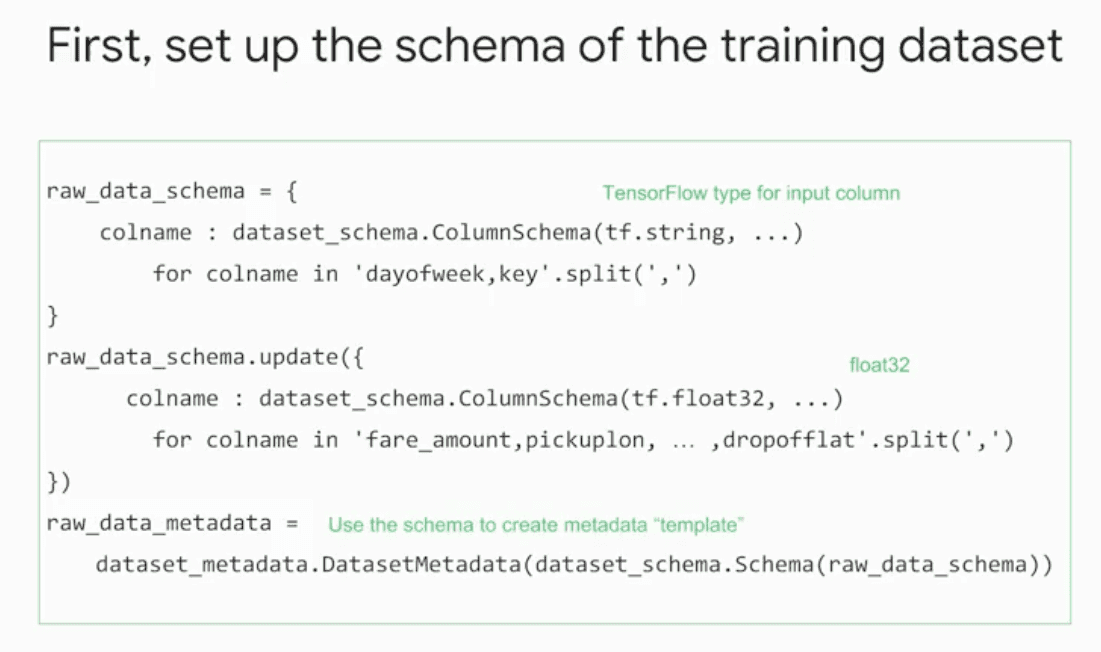 First, set up the schema of the training dataset
raw_data_schema = {
TensorFlow type for input column
colname : dataset_schema.ColumnSchema(tf.string, ...)
for colname in 'dayofweek,key'.split(',')
}
raw_data_schema.update({
float32
colname : dataset_schema.ColumnSchema(tf.float32, ...)
for colname in 'fare_amount,pickuplon, ... ,dropofflat'.split(',')
})
raw_data_metadata =
Use the schema to create metadata “template”
dataset_metadata.DatasetMetadata(dataset_schema.Schema(raw_data_schema))